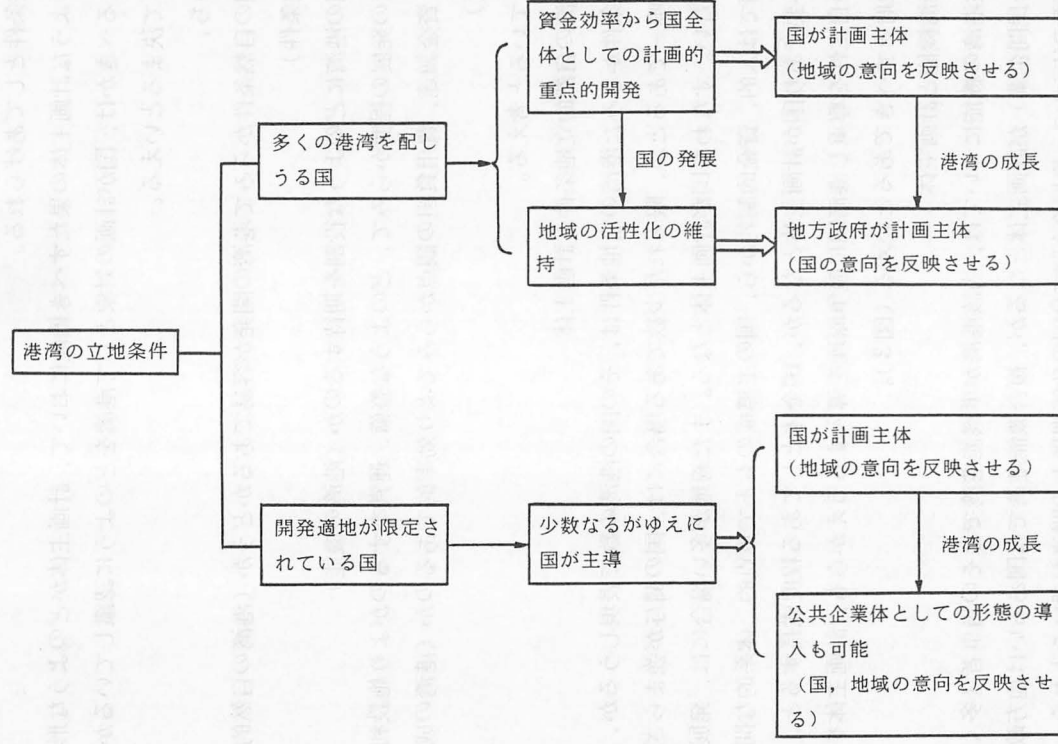 港湾の立地条件
多くの港湾を配し
うる国
資金効率から国全
体としての計画的
重点的開発
国の発展
地域の活性化の維
持
国が計画主体
（地域の意向を反映させる）
港湾の成長
地方政府が計画主体
（国の意向を反映させる）
開発適地が限定さ
れている国
少数なるがゆえに
国が主導
国が計画主体
（地域の意向を反映させる）
港湾の成長
公共企業体としての形態の導
入も可能
（国，地域の意向を反映させ
る）